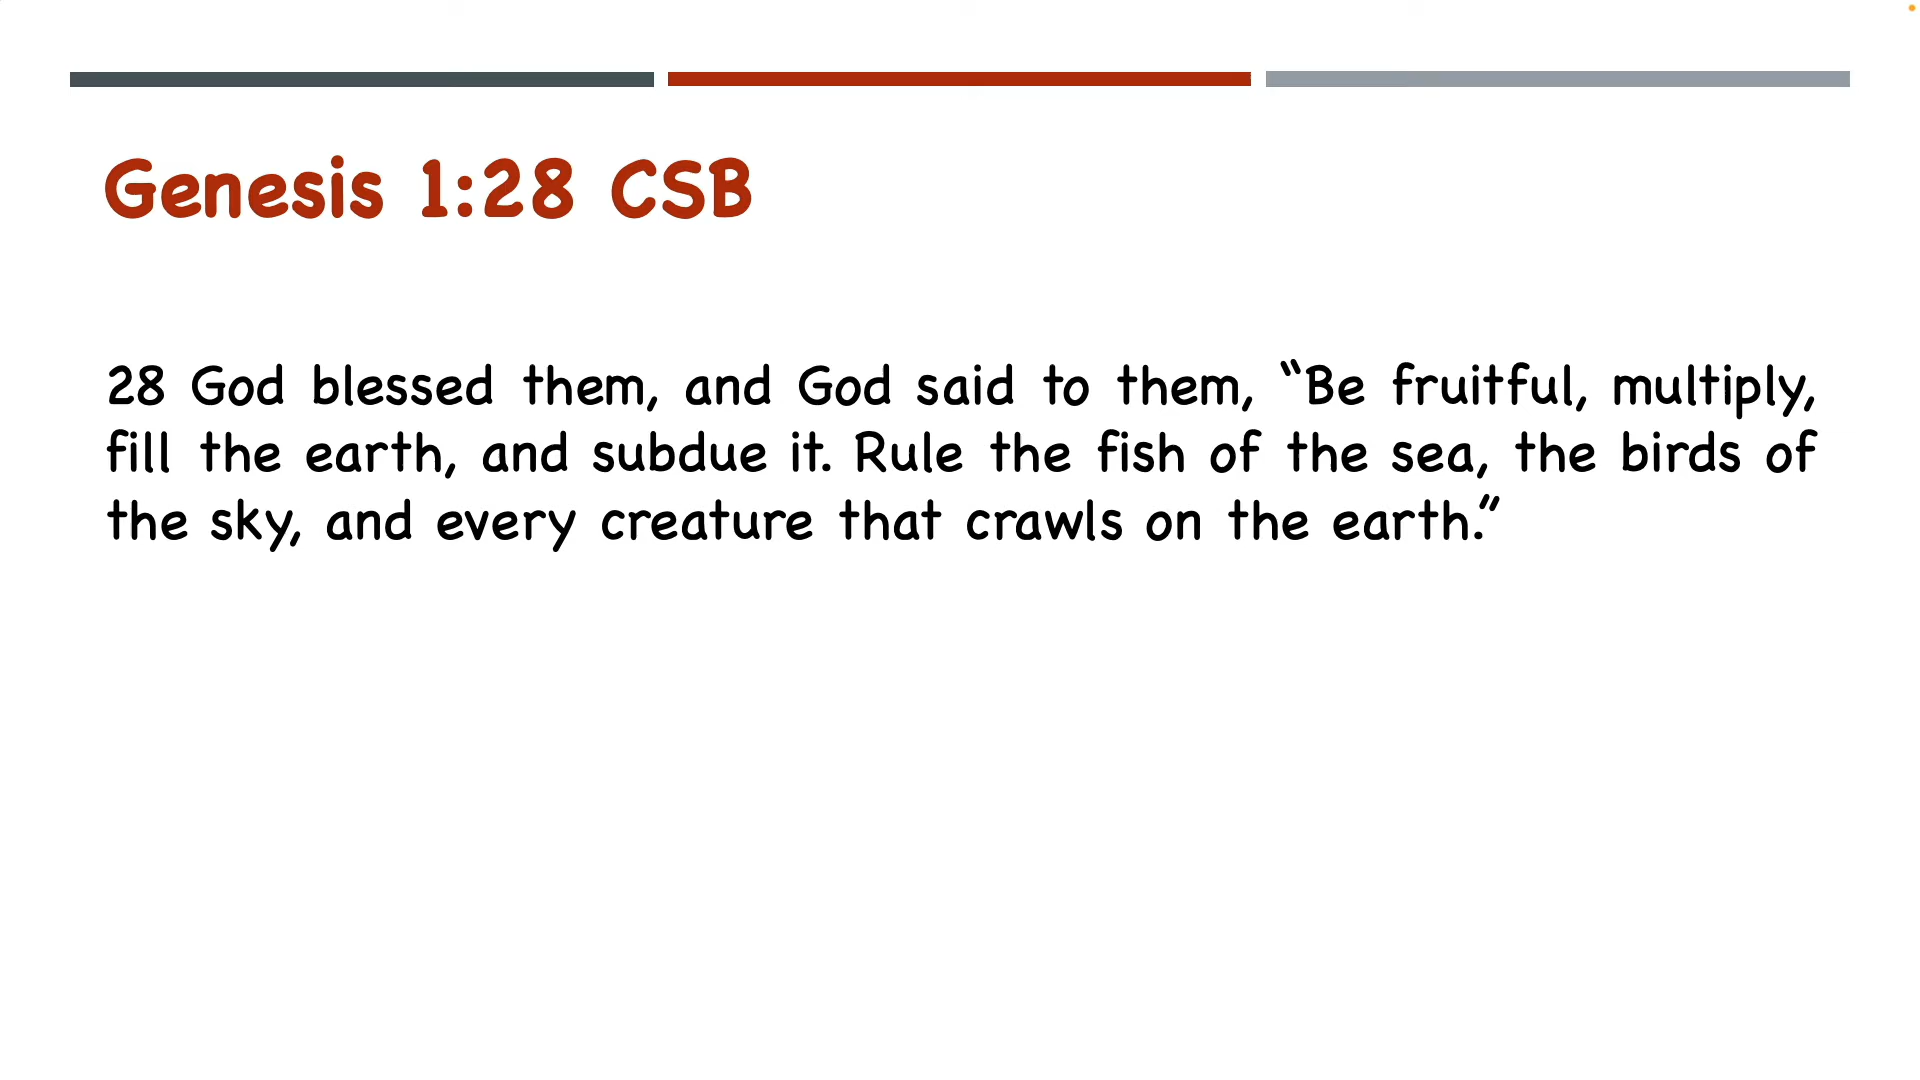 Genesis 1:28 CSB
28 God blessed them, and God said to them, “Be fruitful, multiply,
fill the earth, and subdue it. Rule the fish of the sea, the birds of
the sky, and every creature that crawls on the earth.”